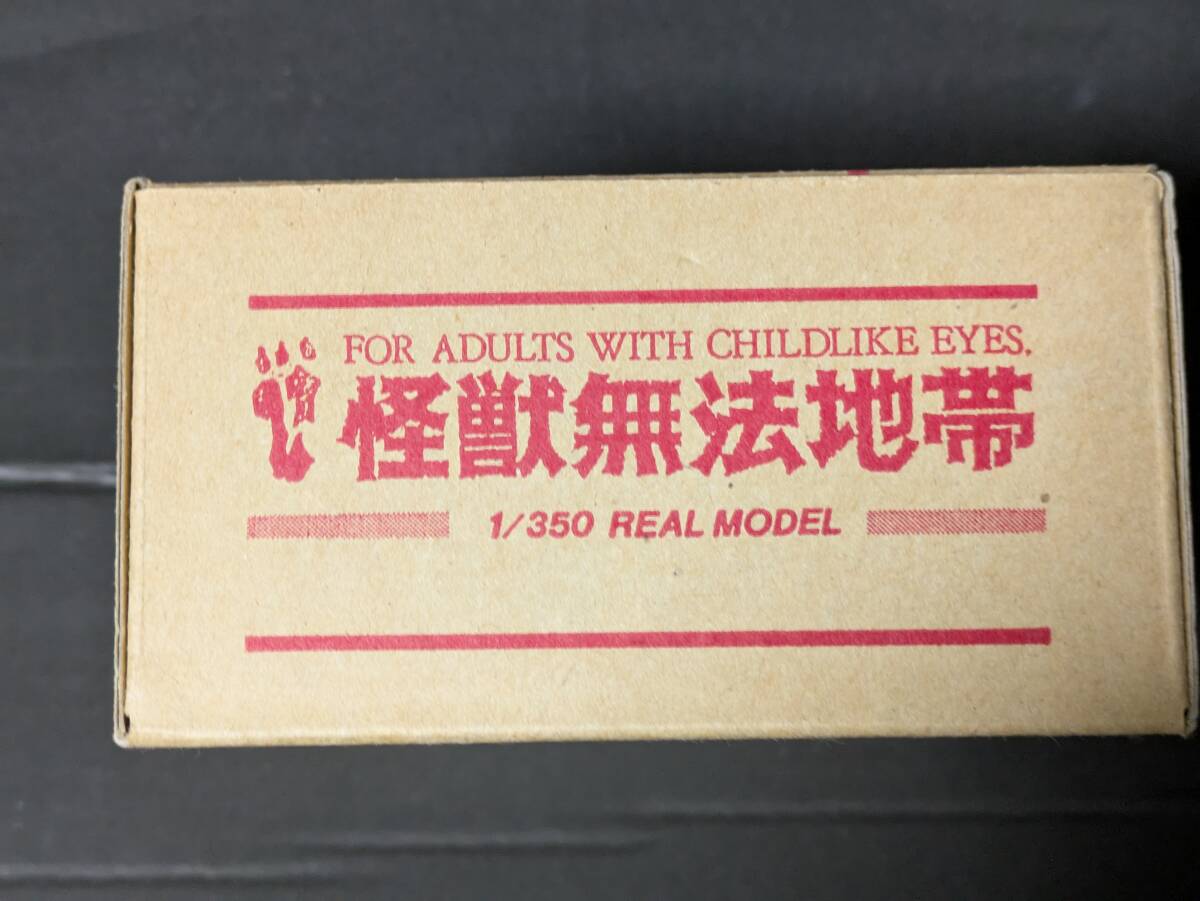 FOR ADULTS WITH CHILDLIKE EYES.
怪獣無法地帯
1/350 REAL MODEL